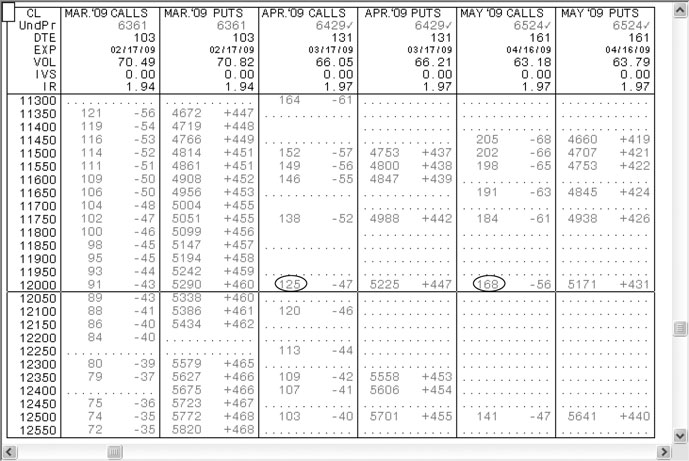 CL MAR.'09 CALLS MAR.'09 PUTS APR.'09 CALLS APR.'09 PUTS MAY '09 CALLS MAY '09 PUTS
UndPr 6361 6361 6429✓ 6429✓ 6524✓ 6524✓
DTE 103 103 131 131 161 161
EXP 02/17/09 02/17/09 03/17/09 03/17/09 04/16/09 04/16/09
VOL 70.49 70.82 66.05 66.21 63.18 63.79
IVS 0.00 0.00 0.00 0.00 0.00 0.00
IR 1.94 1.94 1.97 1.97 1.97 1.97
11300 164 -61
11350 121 -56 4672 +447
11400 119 -54 4719 +448
11450 116 -53 4766 +449 205 -68 4660 +419
11500 114 -52 4814 +451 152 -57 4753 +437 202 -66 4707 +421
11550 111 -51 4861 +451 149 -56 4800 +438 198 -65 4753 +422
11600 109 -50 4908 +452 146 -55 4847 +439
11650 106 -50 4956 +453 191 -63 4845 +424
11700 104 -48 5004 +455
11750 102 -47 5051 +455 138 -52 4988 +442 184 -61 4938 +426
11800 100 -46 5099 +456
11850 98 -45 5147 +457
11900 95 -45 5194 +458
11950 93 -44 5242 +459
12000 91 -43 5290 +460 125 -47 5225 +447 168 -56 5171 +431
12050 89 -43 5338 +460
12100 88 -41 5386 +461 120 -46
12150 86 -40 5434 +462
12200 84 -40
12250 113 -44
12300 80 -39 5579 +465
12350 79 -37 5627 +466 109 -42 5558 +453
12400 5675 +466 107 -41 5606 +454
12450 75 -36 5723 +467
12500 74 -35 5772 +468 103 -40 5701 +455 141 -47 5641 +440
12550 72 -35 5820 +468